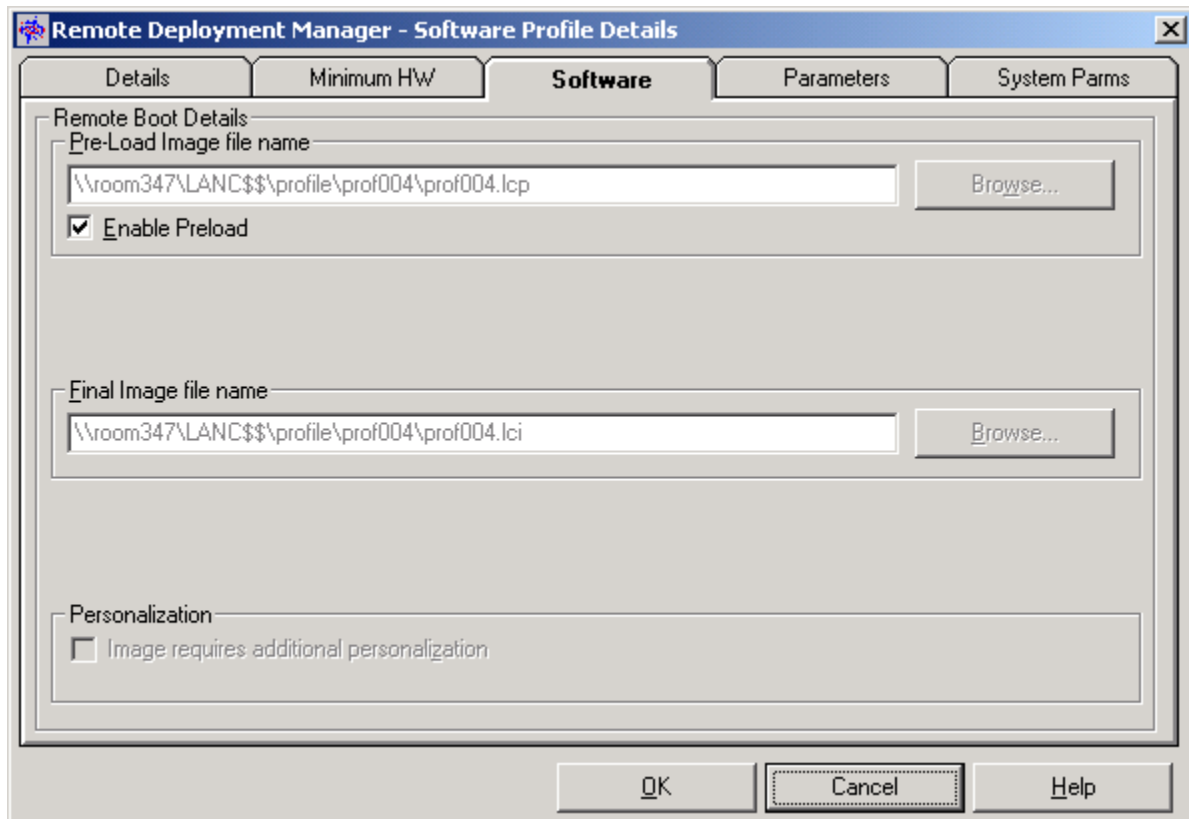 Remote Deployment Manager - Software Profile Details
Details Minimum HW Software Parameters System Parms
Remote Boot Details
Pre-Load Image file name
\\room347\LANC$$\profile\prof004\prof004.lcp Browse...
Enable Preload
Final Image file name
\\room347\LANC$$\profile\prof004\prof004.lci Browse...
Personalization
Image requires additional personalization
OK Cancel Help